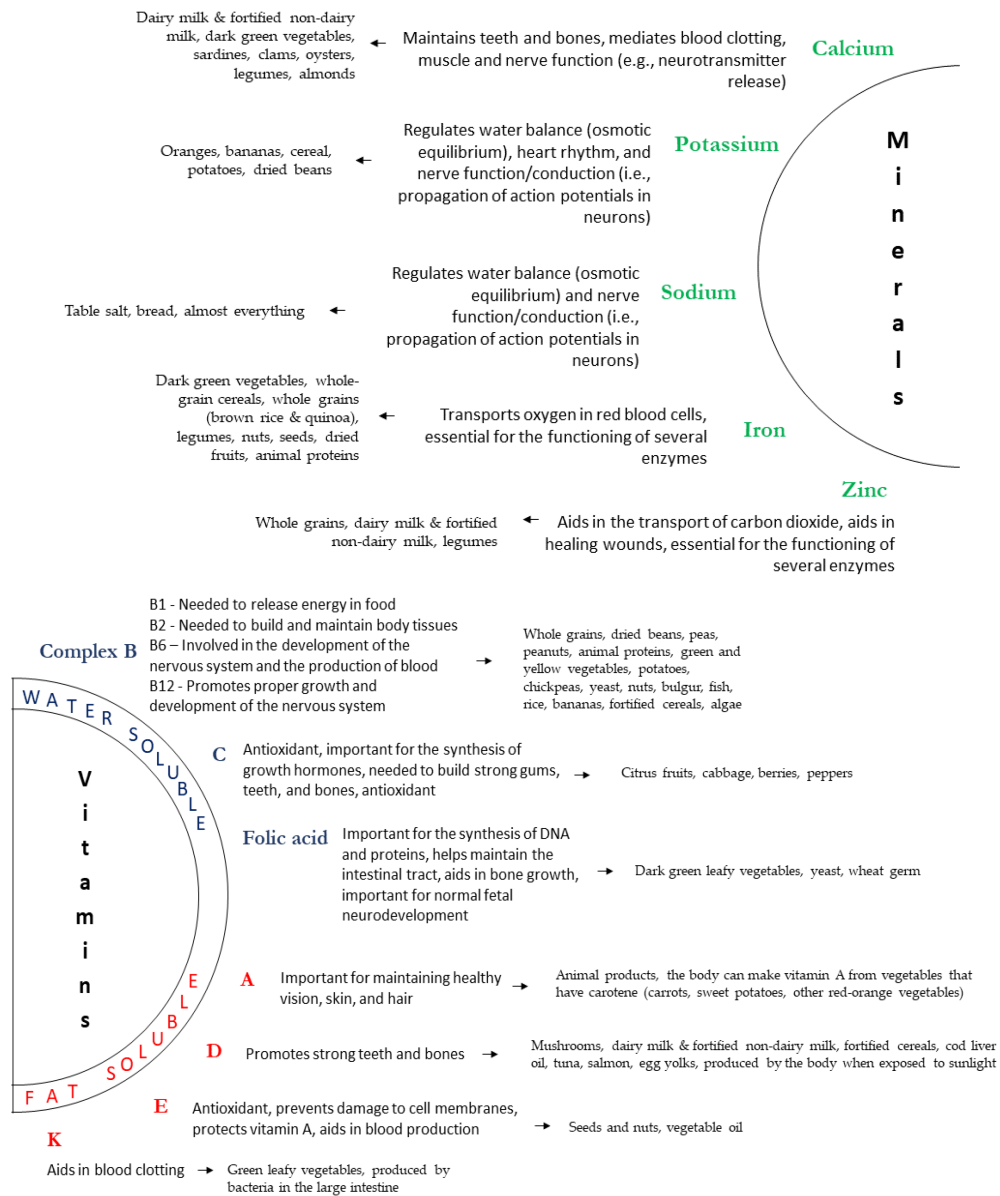 Dairy milk & fortified non-dairy
milk, dark green vegetables,
sardines, clams, oysters,
legumes, almonds
Maintains teeth and bones, mediates blood clotting,
muscle and nerve function (e.g., neurotransmitter
release)
Calcium
Oranges, bananas, cereal,
potatoes, dried beans
Regulates water balance (osmotic
equilibrium), heart rhythm, and
nerve function/conduction (i.e.,
propagation of action potentials in
neurons)
Potassium
Minerals
Table salt, bread, almost everything
Regulates water balance (osmotic
equilibrium) and nerve
function/conduction (i.e.,
propagation of action potentials in
neurons)
Sodium
Dark green vegetables, whole-
grain cereals, whole grains
(brown rice & quinoa),
legumes, nuts, seeds, dried
fruits, animal proteins
Transports oxygen in red blood cells,
essential for the functioning of several
enzymes
Iron
Zinc
Whole grains, dairy milk & fortified
non-dairy milk, legumes
Aids in the transport of carbon dioxide, aids in
healing wounds, essential for the functioning of
several enzymes
Complex B
B1 - Needed to release energy in food
B2 - Needed to build and maintain body tissues
B6 – Involved in the development of the
nervous system and the production of blood
B12 - Promotes proper growth and
development of the nervous system
Whole grains, dried beans, peas,
peanuts, animal proteins, green and
yellow vegetables, potatoes,
chickpeas, yeast, nuts, bulgur, fish,
rice, bananas, fortified cereals, algae
WATER SOLUBLE
Vitamins
C
Antioxidant, important for the synthesis of
growth hormones, needed to build strong gums,
teeth, and bones, antioxidant
Citrus fruits, cabbage, berries, peppers
Folic acid
Important for the synthesis of DNA
and proteins, helps maintain the
intestinal tract, aids in bone growth,
important for normal fetal
neurodevelopment
Dark green leafy vegetables, yeast, wheat germ
FAT SOLUBLE
A
Important for maintaining healthy
vision, skin, and hair
Animal products, the body can make vitamin A from vegetables that
have carotene (carrots, sweet potatoes, other red-orange vegetables)
D
Promotes strong teeth and bones
Mushrooms, dairy milk & fortified non-dairy milk, fortified cereals, cod liver
oil, tuna, salmon, egg yolks, produced by the body when exposed to sunlight
E
Antioxidant, prevents damage to cell membranes,
protects vitamin A, aids in blood production
Seeds and nuts, vegetable oil
K
Aids in blood clotting
Green leafy vegetables, produced by
bacteria in the large intestine